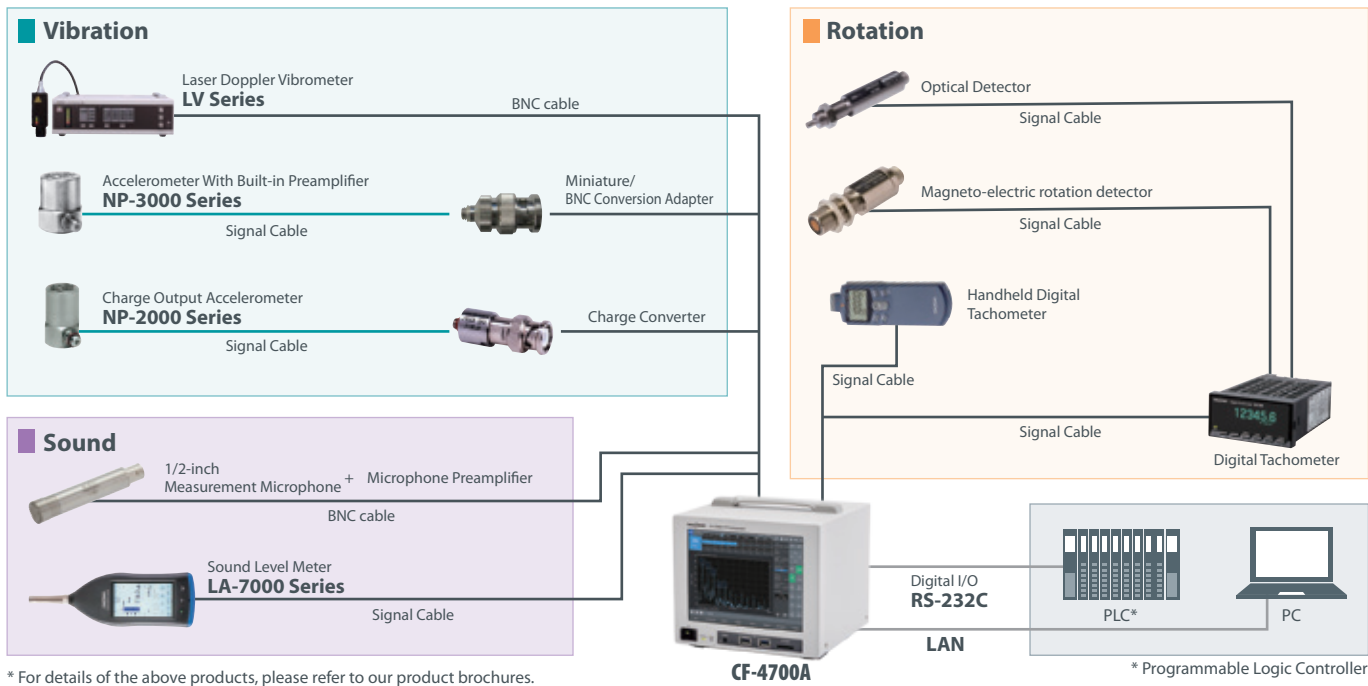 Vibration
Laser Doppler Vibrometer
LV Series
BNC cable
Accelerometer With Built-in Preamplifier
NP-3000 Series
Signal Cable
Miniature/
BNC Conversion Adapter
Charge Output Accelerometer
NP-2000 Series
Signal Cable
Charge Converter
Sound
1/2-inch
Measurement Microphone + Microphone Preamplifier
BNC cable
Sound Level Meter
LA-7000 Series
Signal Cable
* For details of the above products, please refer to our product brochures.
Rotation
Optical Detector
Signal Cable
Magneto-electric rotation detector
Signal Cable
Handheld Digital
Tachometer
Signal Cable
Signal Cable
12345.6
Digital Tachometer
CF-4700A
Digital I/O
RS-232C
LAN
PLC*
PC
* Programmable Logic Controller